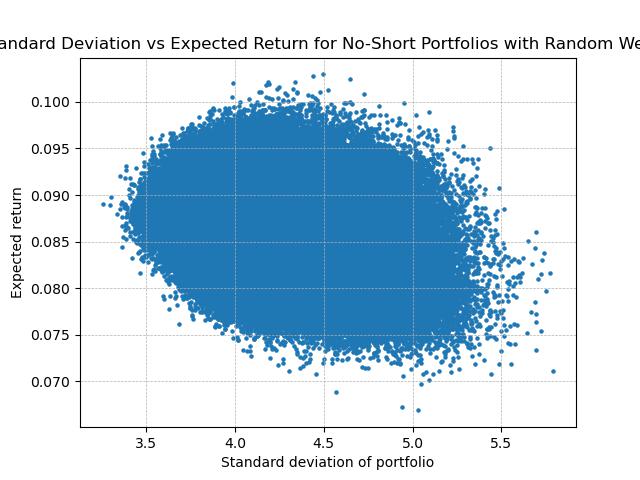 Deviation vs Expected Return for No-Short Portfolios with Random
0.100
0.095
0.090
0.085
0.080
0.075
0.070
Expected return
3.5 4.0 4.5 5.0 5.5
Standard deviation of portfolio